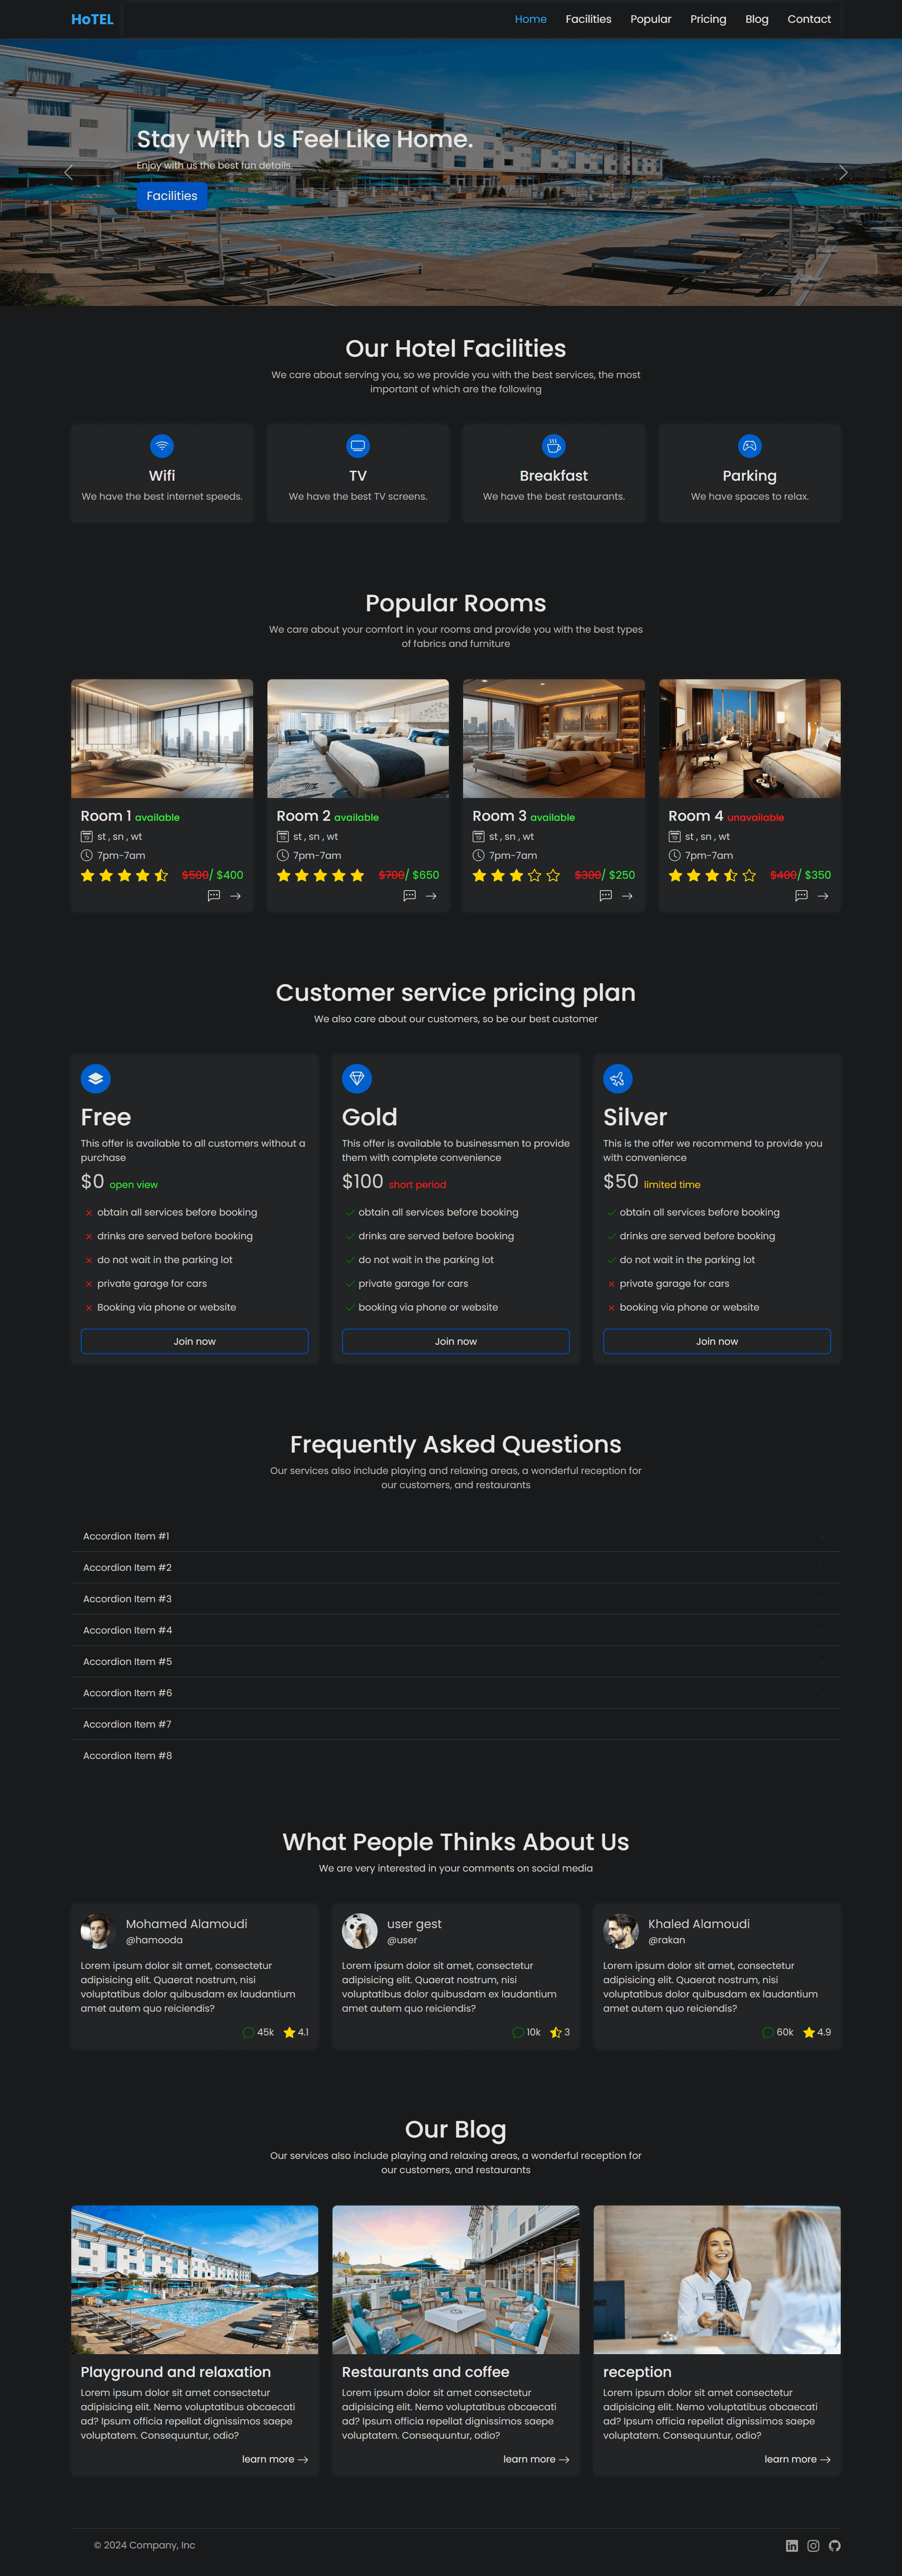 HoTEL
Home Facilities Popular Pricing Blog Contact
Stay With Us Feel Like Home.
Enjoy with us the best fun details.
Facilities
Our Hotel Facilities
We care about serving you, so we provide you with the best services, the most
important of which are the following
Wifi
We have the best internet speeds.
TV
We have the best TV screens.
Breakfast
We have the best restaurants.
Parking
We have spaces to relax.
Popular Rooms
We care about your comfort in your rooms and provide you with the best types
of fabrics and furniture
Room 1 available
st , sn , wt
7pm-7am
$500/ $400
Room 2 available
st , sn , wt
7pm-7am
$700/ $650
Room 3 available
st , sn , wt
7pm-7am
$300/ $250
Room 4 unavailable
st , sn , wt
7pm-7am
$400/ $350
Customer service pricing plan
We also care about our customers, so be our best customer
Free
This offer is available to all customers without a
purchase
$0 open view
obtain all services before booking
drinks are served before booking
do not wait in the parking lot
private garage for cars
Booking via phone or website
Join now
Gold
This offer is available to businessmen to provide
them with complete convenience
$100 short period
obtain all services before booking
drinks are served before booking
do not wait in the parking lot
private garage for cars
booking via phone or website
Join now
Silver
This is the offer we recommend to provide you
with convenience
$50 limited time
obtain all services before booking
drinks are served before booking
do not wait in the parking lot
private garage for cars
booking via phone or website
Join now
Frequently Asked Questions
Our services also include playing and relaxing areas, a wonderful reception for
our customers, and restaurants
Accordion Item #1
Accordion Item #2
Accordion Item #3
Accordion Item #4
Accordion Item #5
Accordion Item #6
Accordion Item #7
Accordion Item #8
What People Thinks About Us
We are very interested in your comments on social media
Mohamed Alamoudi
@hamooda
Lorem ipsum dolor sit amet, consectetur
adipisicing elit. Quaerat nostrum, nisi
voluptatibus dolor quibusdam ex laudantium
amet autem quo reiciendis?
45k 4.1
user gest
@user
Lorem ipsum dolor sit amet, consectetur
adipisicing elit. Quaerat nostrum, nisi
voluptatibus dolor quibusdam ex laudantium
amet autem quo reiciendis?
10k 3
Khaled Alamoudi
@rakan
Lorem ipsum dolor sit amet, consectetur
adipisicing elit. Quaerat nostrum, nisi
voluptatibus dolor quibusdam ex laudantium
amet autem quo reiciendis?
60k 4.9
Our Blog
Our services also include playing and relaxing areas, a wonderful reception for
our customers, and restaurants
Playground and relaxation
Lorem ipsum dolor sit amet consectetur
adipisicing elit. Nemo voluptatibus obcaecati
ad? Ipsum officia repellat dignissimos saepe
voluptatem. Consequuntur, odio?
learn more
Restaurants and coffee
Lorem ipsum dolor sit amet consectetur
adipisicing elit. Nemo voluptatibus obcaecati
ad? Ipsum officia repellat dignissimos saepe
voluptatem. Consequuntur, odio?
learn more
reception
Lorem ipsum dolor sit amet consectetur
adipisicing elit. Nemo voluptatibus obcaecati
ad? Ipsum officia repellat dignissimos saepe
voluptatem. Consequuntur, odio?
learn more
© 2024 Company, Inc